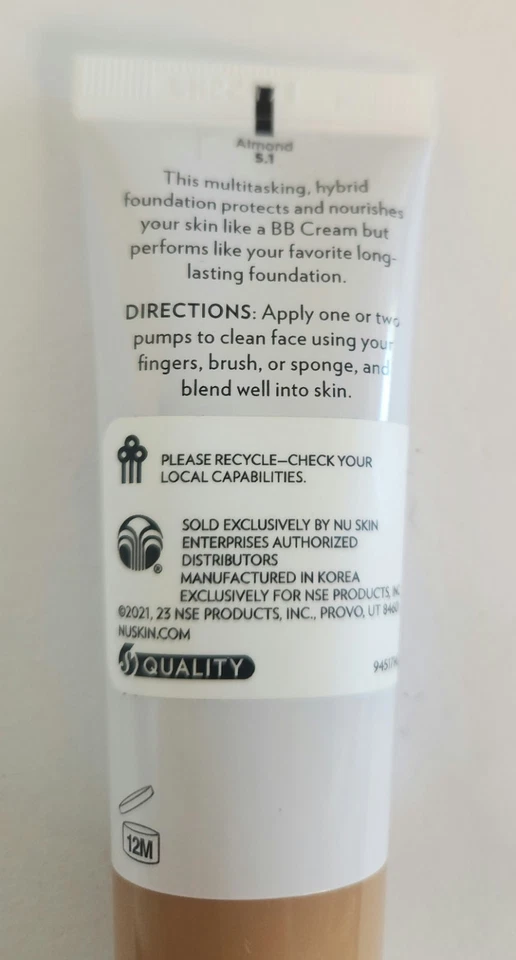 Almond
5.1
This multitasking, hybrid
foundation protects and nourishes
your skin like a BB Cream but
performs like your favorite long-
lasting foundation.
DIRECTIONS: Apply one or two
pumps to clean face using your
fingers, brush, or sponge, and
blend well into skin.
PLEASE RECYCLE—CHECK YOUR
LOCAL CAPABILITIES.
SOLD EXCLUSIVELY BY NU SKIN
ENTERPRISES AUTHORIZED
DISTRIBUTORS
MANUFACTURED IN KOREA
EXCLUSIVELY FOR NSE PRODUCTS, INC
®
©2021, 23 NSE PRODUCTS, INC., PROVO, UT 8460
NUSKIN.COM
QUALITY
12M